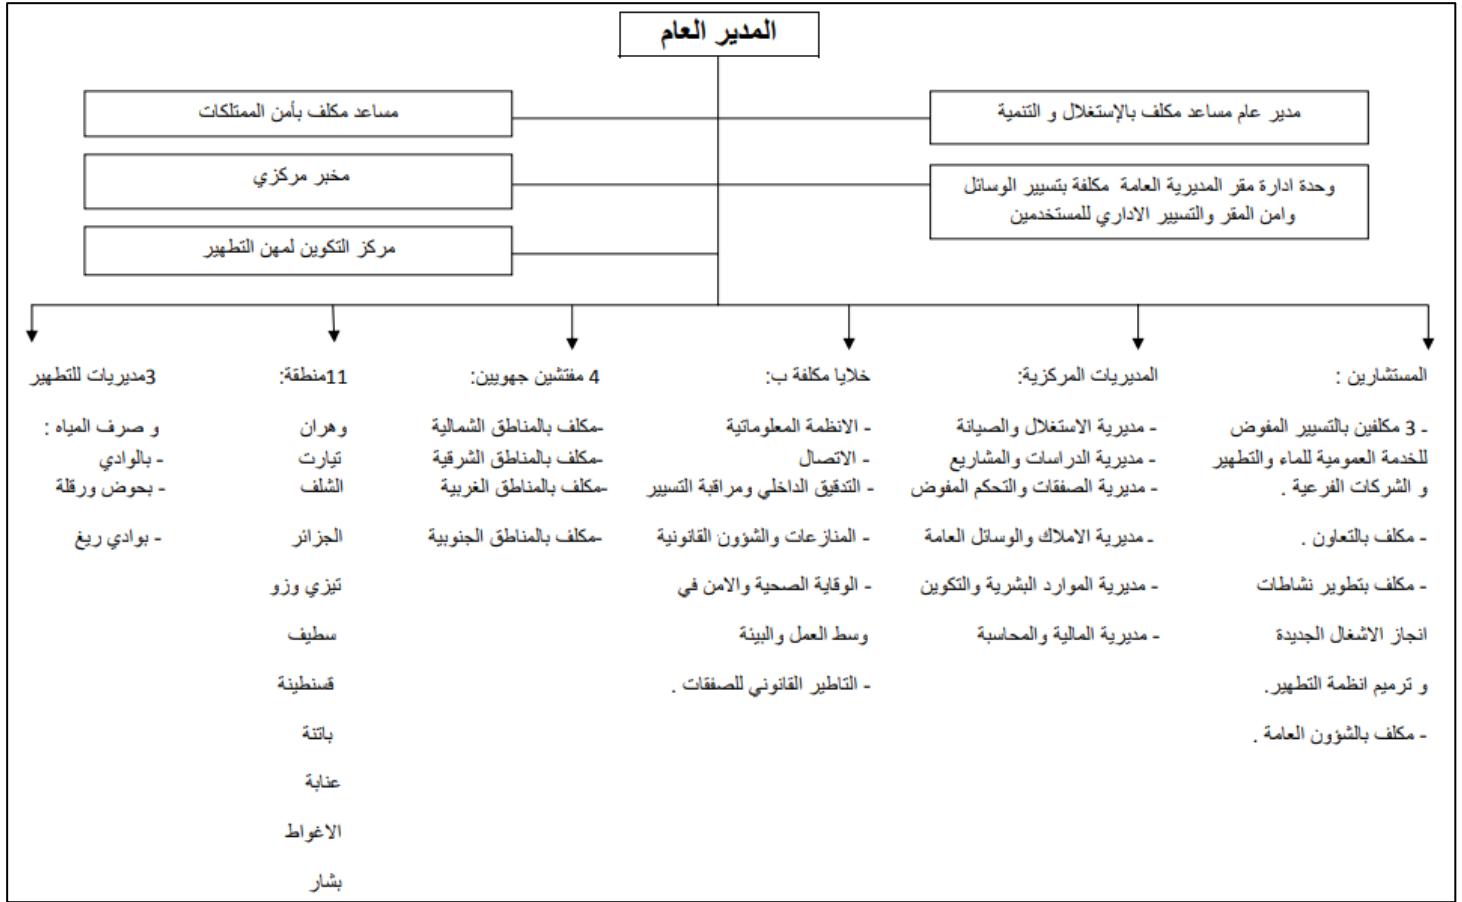 المدير العام
مدير عام مساعد مكلف بالإستغلال و التنمية
مساعد مكلف بأمن الممتلكات
وحدة ادارة مقر المديرية العامة مكلفة بتسيير الوسائل
وامن المقر والتسيير الاداري للمستخدمين
مخبر مركزي
مركز التكوين لمهن التطهير
المستشارين :
- 3 مكلفين بالتسيير المفوض
للخدمة العمومية للماء والتطهير
و الشركات الفرعية .
- مكلف بالتعاون .
- مكلف بتطوير نشاطات
انجاز الاشغال الجديدة
و ترميم انظمة التطهير.
- مكلف بالشؤون العامة .
المديريات المركزية:
- مديرية الاستغلال والصيانة
- مديرية الدراسات والمشاريع
- مديرية الصفقات والتحكم المفوض
- مديرية الاملاك والوسائل العامة
- مديرية الموارد البشرية والتكوين
- مديرية المالية والمحاسبة
خلايا مكلفة ب:
- الانظمة المعلوماتية
- الاتصال
- التدقيق الداخلي ومراقبة التسيير
- المنازعات والشؤون القانونية
- الوقاية الصحية والامن في
وسط العمل والبيئة
- التاطير القانوني للصفقات .
4 مفتشين جهويين:
-مكلف بالمناطق الشمالية
-مكلف بالمناطق الشرقية
-مكلف بالمناطق الغربية
-مكلف بالمناطق الجنوبية
11منطقة:
وهران
تيارت
الشلف
الجزائر
تيزي وزو
سطيف
قسنطينة
باتنة
عنابة
الاغواط
بشار
3مديريات للتطهير
و صرف المياه :
- بالوادي
- بحوض ورقلة
- بوادي ريغ